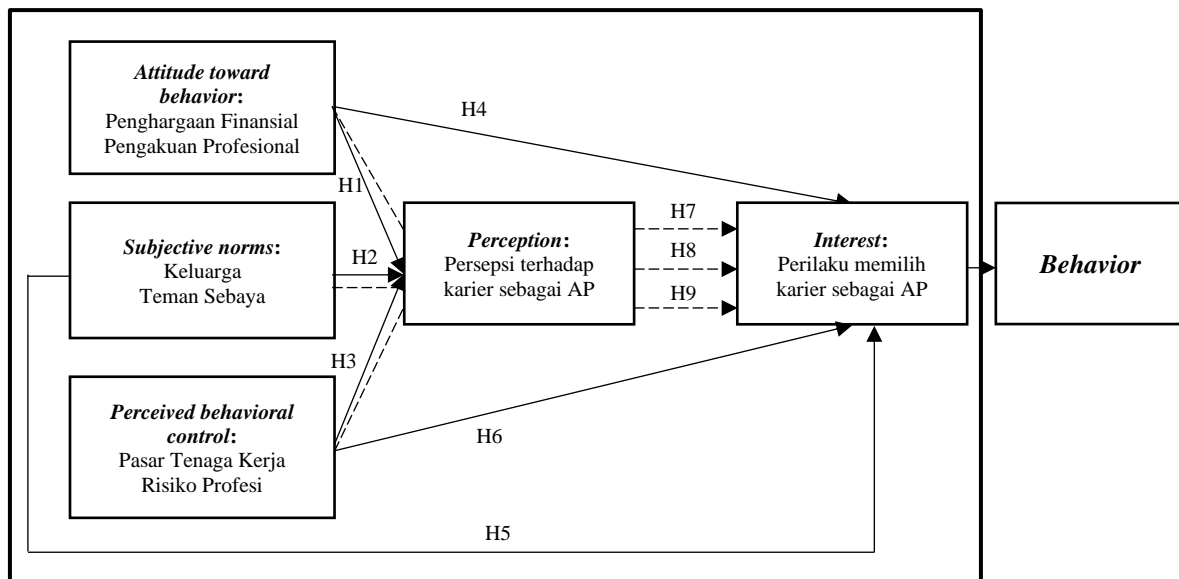 Attitude toward
behavior:
Penghargaan Finansial
Pengakuan Profesional
H4
H1
Subjective norms:
Keluarga
Teman Sebaya
H2
Perception:
Persepsi terhadap
karier sebagai AP
H7
H8
H9
Interest:
Perilaku memilih
karier sebagai AP
Behavior
H3
Perceived behavioral
control:
Pasar Tenaga Kerja
Risiko Profesi
H6
H5